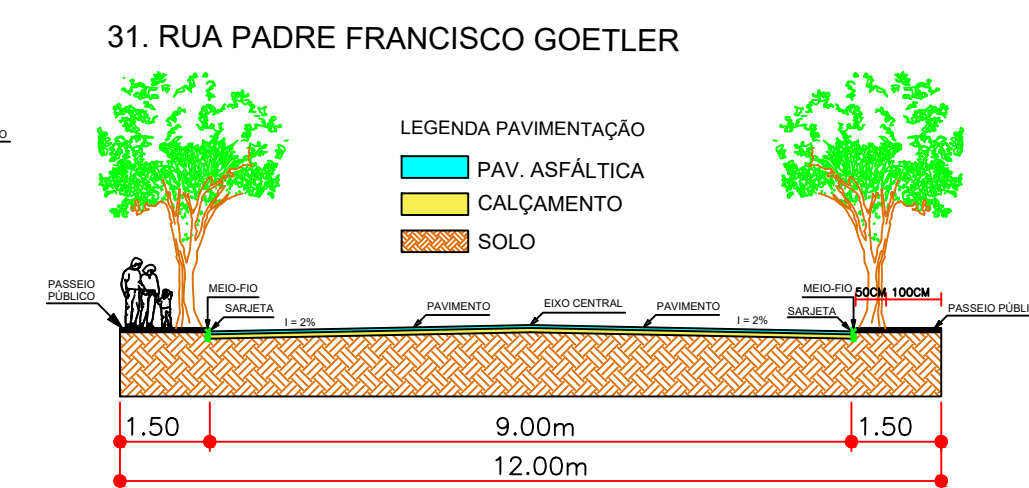 31. RUA PADRE FRANCISCO GOETLER
LEGENDA PAVIMENTAÇÃO
PAV. ASFÁLTICA
CALÇAMENTO
SOLO
PASSEIO
PÚBLICO
MEIO-FIO
SARJETA
I = 2%
PAVIMENTO
EIXO CENTRAL
PAVIMENTO
I = 2%
MEIO-FIO
SARJETA
50CM 100CM
PASSEIO PÚBLI
1.50
9.00m
1.50
12.00m